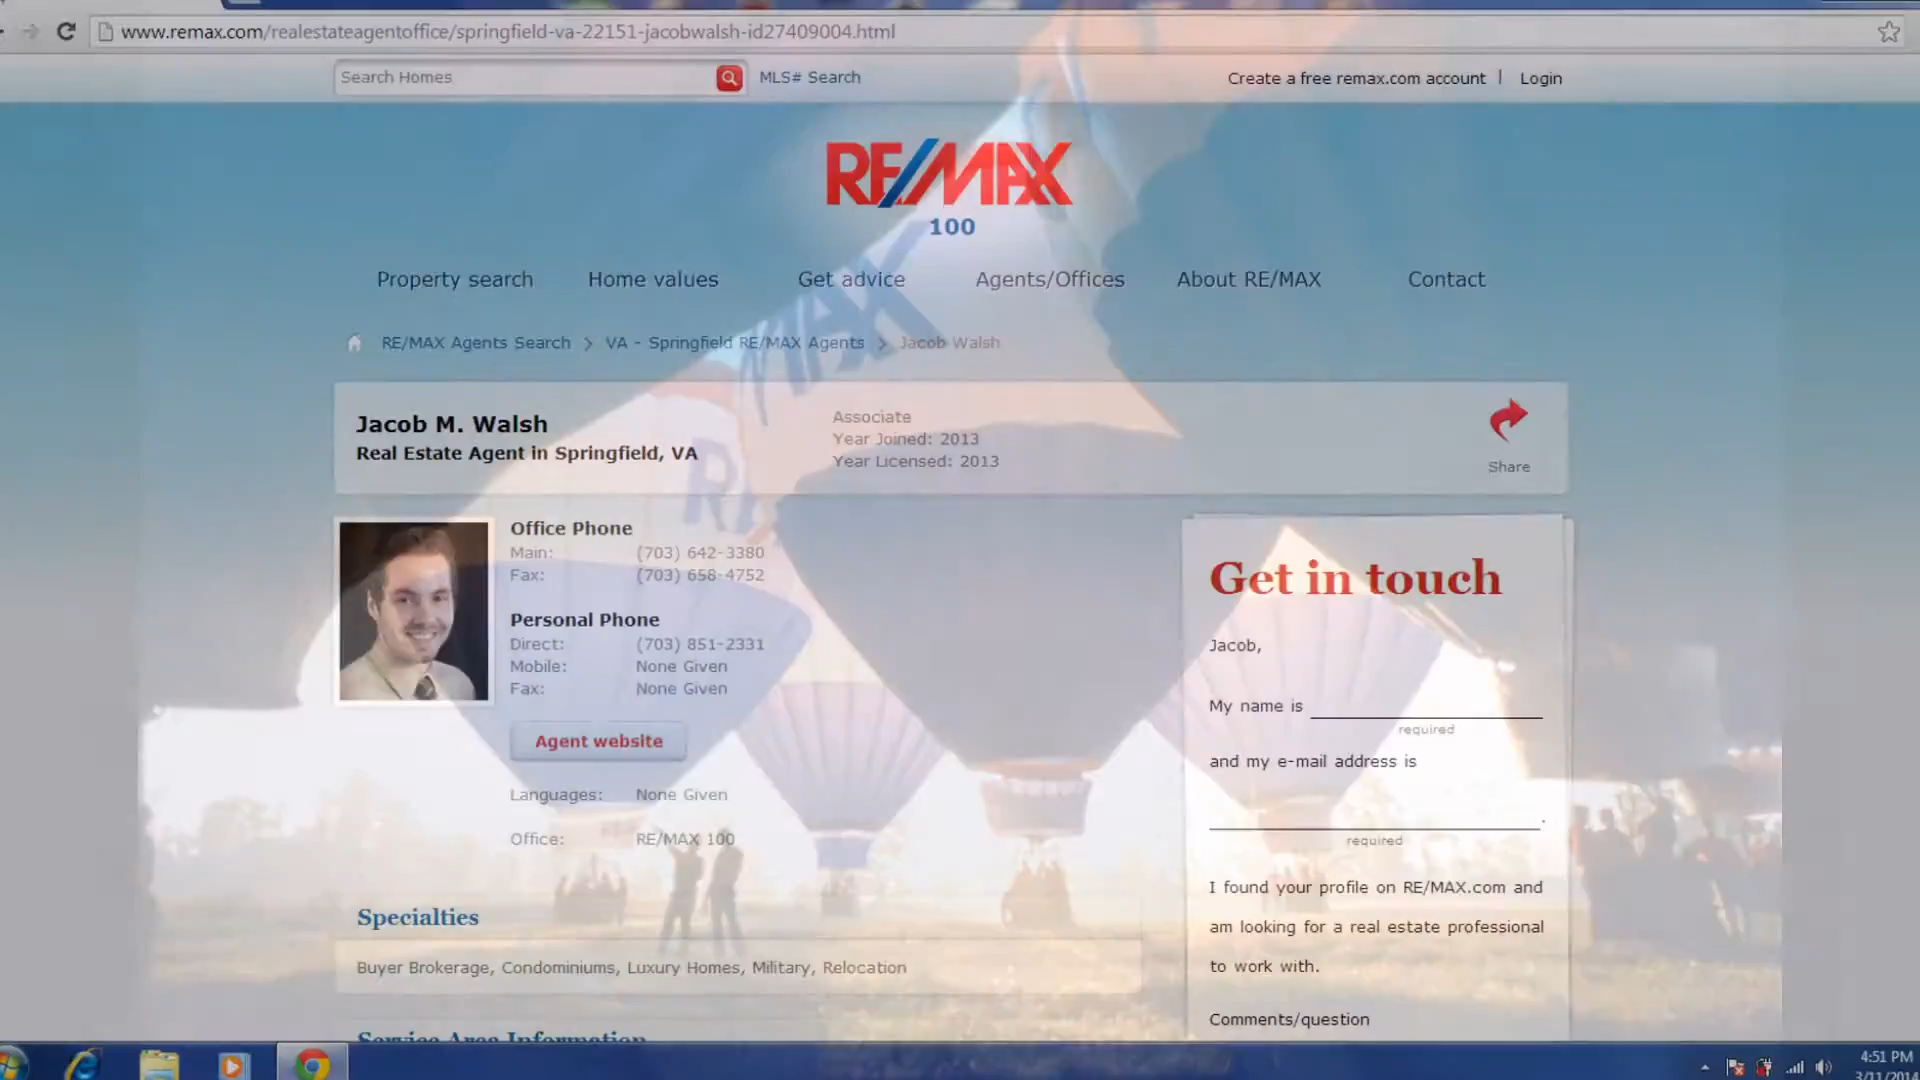 www.remax.com/realestateagentoffice/springfield-va-22151-jacobwalsh-id27409004.html
Search Homes
MLS# Search
Create a free remax.com account | Login
RE/MAX
100
Property search
Home values
Get advice
Agents/Offices
About RE/MAX
Contact
RE/MAX Agents Search > VA - Springfield RE/MAX Agents > Jacob Walsh
Jacob M. Walsh
Real Estate Agent in Springfield, VA
Associate
Year Joined: 2013
Year Licensed: 2013
Share
Office Phone
Main: (703) 642-3380
Fax: (703) 658-4752
Personal Phone
Direct: (703) 851-2331
Mobile: None Given
Fax: None Given
Agent website
Languages: None Given
Office: RE/MAX 100
Specialties
Buyer Brokerage, Condominiums, Luxury Homes, Military, Relocation
Service Area Information
Get in touch
Jacob,
My name is
required
and my e-mail address is
.
required
I found your profile on RE/MAX.com and
am looking for a real estate professional
to work with.
Comments/question
4:51 PM
3/11/2014